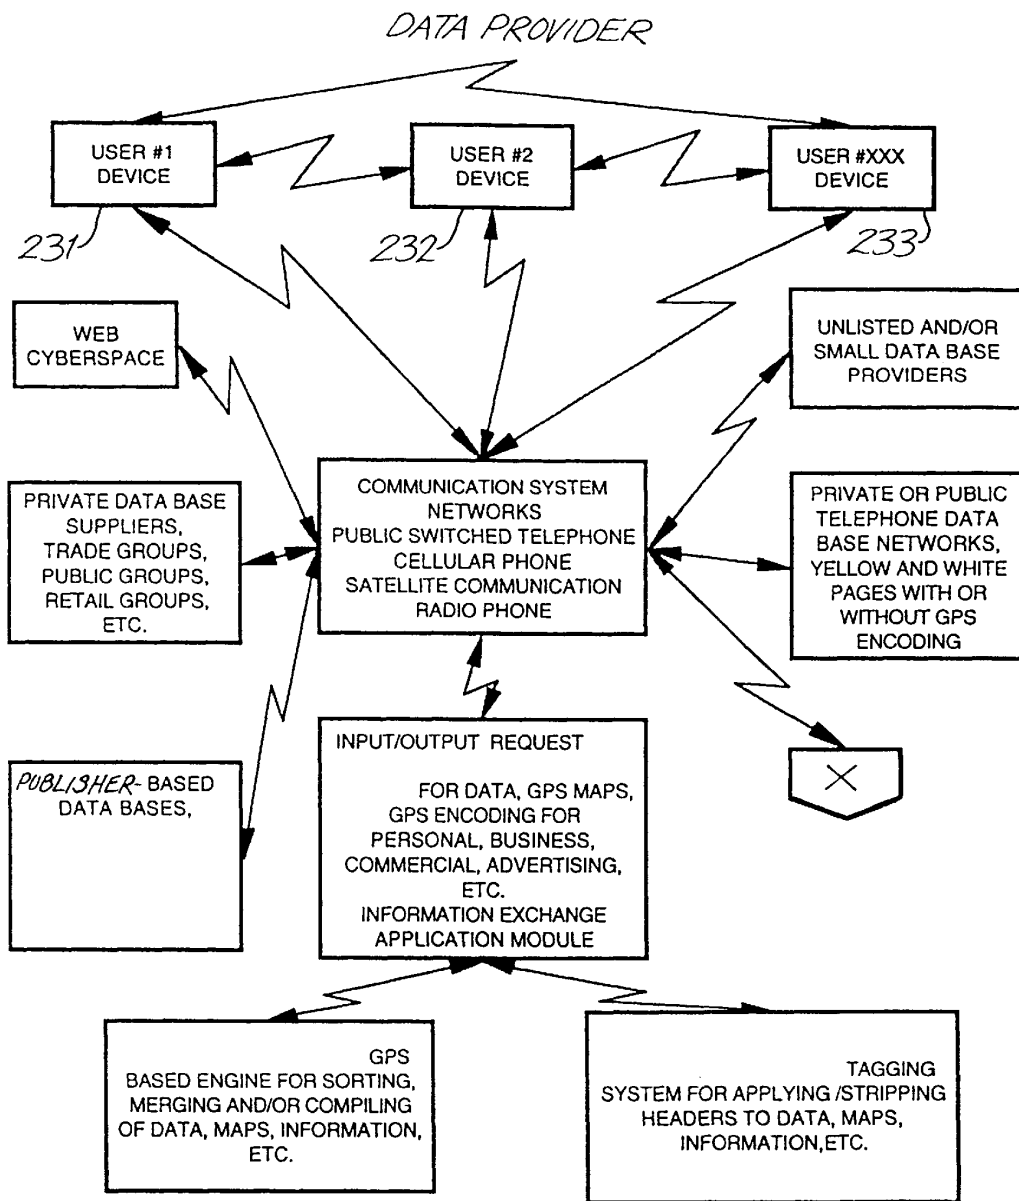 DATA PROVIDER
USER #1
DEVICE
USER #2
DEVICE
USER #XXX
DEVICE
231
232
233
WEB
CYBERSPACE
UNLISTED AND/OR
SMALL DATA BASE
PROVIDERS
PRIVATE DATA BASE
SUPPLIERS,
TRADE GROUPS,
PUBLIC GROUPS,
RETAIL GROUPS,
ETC.
COMMUNICATION SYSTEM
NETWORKS
PUBLIC SWITCHED TELEPHONE
CELLULAR PHONE
SATELLITE COMMUNICATION
RADIO PHONE
PRIVATE OR PUBLIC
TELEPHONE DATA
BASE NETWORKS,
YELLOW AND WHITE
PAGES WITH OR
WITHOUT GPS
ENCODING
PUBLISHER-BASED
DATA BASES,
INPUT/OUTPUT REQUEST
FOR DATA, GPS MAPS,
GPS ENCODING FOR
PERSONAL, BUSINESS,
COMMERCIAL, ADVERTISING,
ETC.
INFORMATION EXCHANGE
APPLICATION MODULE
X
GPS
BASED ENGINE FOR SORTING,
MERGING AND/OR COMPILING
OF DATA, MAPS, INFORMATION,
ETC.
TAGGING
SYSTEM FOR APPLYING /STRIPPING
HEADERS TO DATA, MAPS,
INFORMATION,ETC.